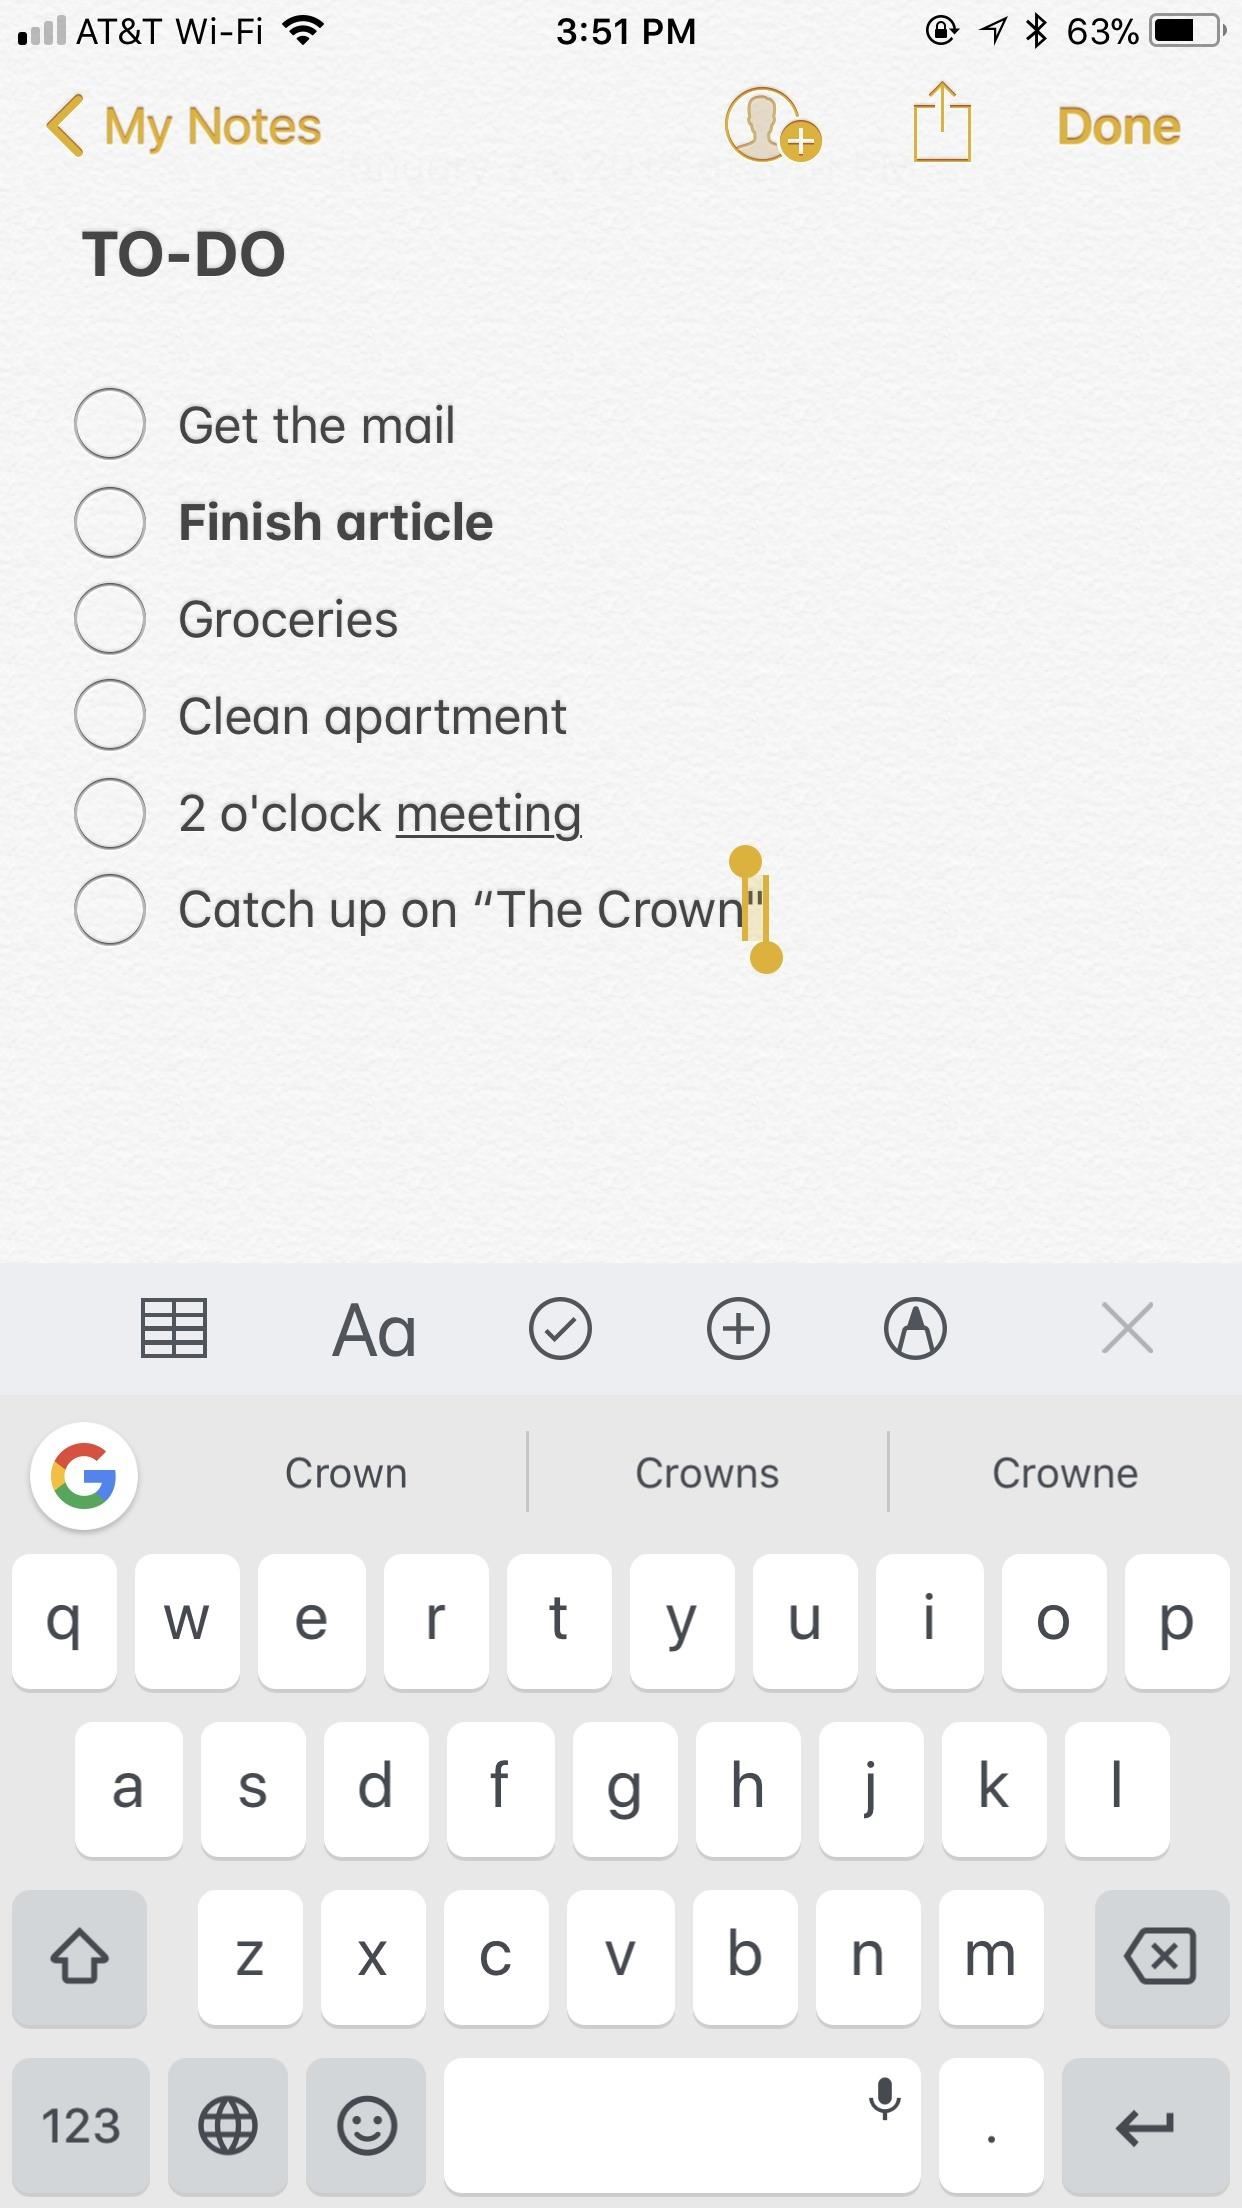 AT&T Wi-Fi 3:51 PM 63%
My Notes Done
TO-DO
Get the mail
Finish article
Groceries
Clean apartment
2 o'clock meeting
Catch up on “The Crown"
Aa
Crown Crowns Crowne
q w e r t y u i o p
a s d f g h j k l
z x c v b n m
123 .